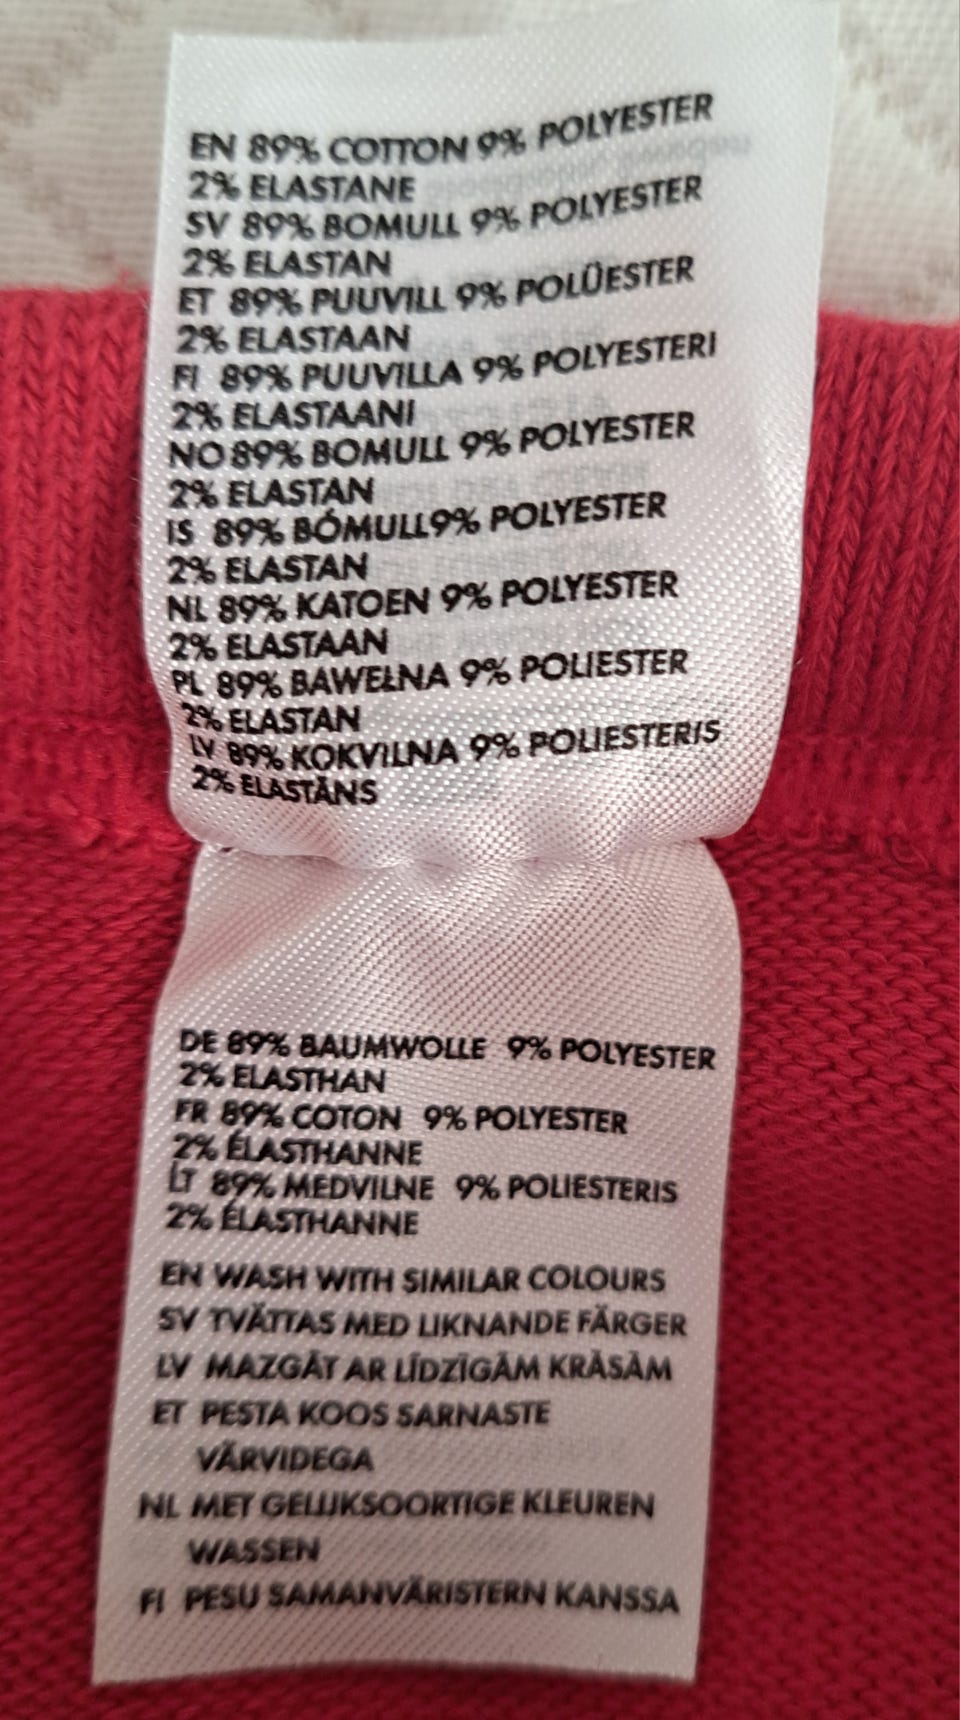 EN 89% COTTON 9% POLYESTER
2% ELASTANE
SV 89% BOMULL 9% POLYESTER
2% ELASTAN
ET 89% PUUVILL 9% POLÜESTER
2% ELASTAAN
FI 89% PUUVILLA 9% POLYESTERI
2% ELASTAANI
NO 89% BOMULL 9% POLYESTER
2% ELASTAN
IS 89% BÓMULL9% POLYESTER
2% ELASTAN
NL 89% KATOEN 9% POLYESTER
2% ELASTAAN
PL 89% BAWEŁNA 9% POLIESTER
2% ELASTAN
LV 89% KOKVILNA 9% POLIESTERIS
2% ELASTĀNS
DE 89% BAUMWOLLE 9% POLYESTER
2% ELASTHAN
FR 89% COTON 9% POLYESTER
2% ÉLASTHANNE
LT 89% MEDVILNE 9% POLIESTERIS
2% ÉLASTHANNE
EN WASH WITH SIMILAR COLOURS
SV TVÄTTAS MED LIKNANDE FÄRGER
LV MAZGĀT AR LĪDZĪGĀM KRĀSĀM
ET PESTA KOOS SARNASTE
VÄRVIDEGA
NL MET GELIJKSOORTIGE KLEUREN
WASSEN
FI PESU SAMANVÄRISTERN KANSSA